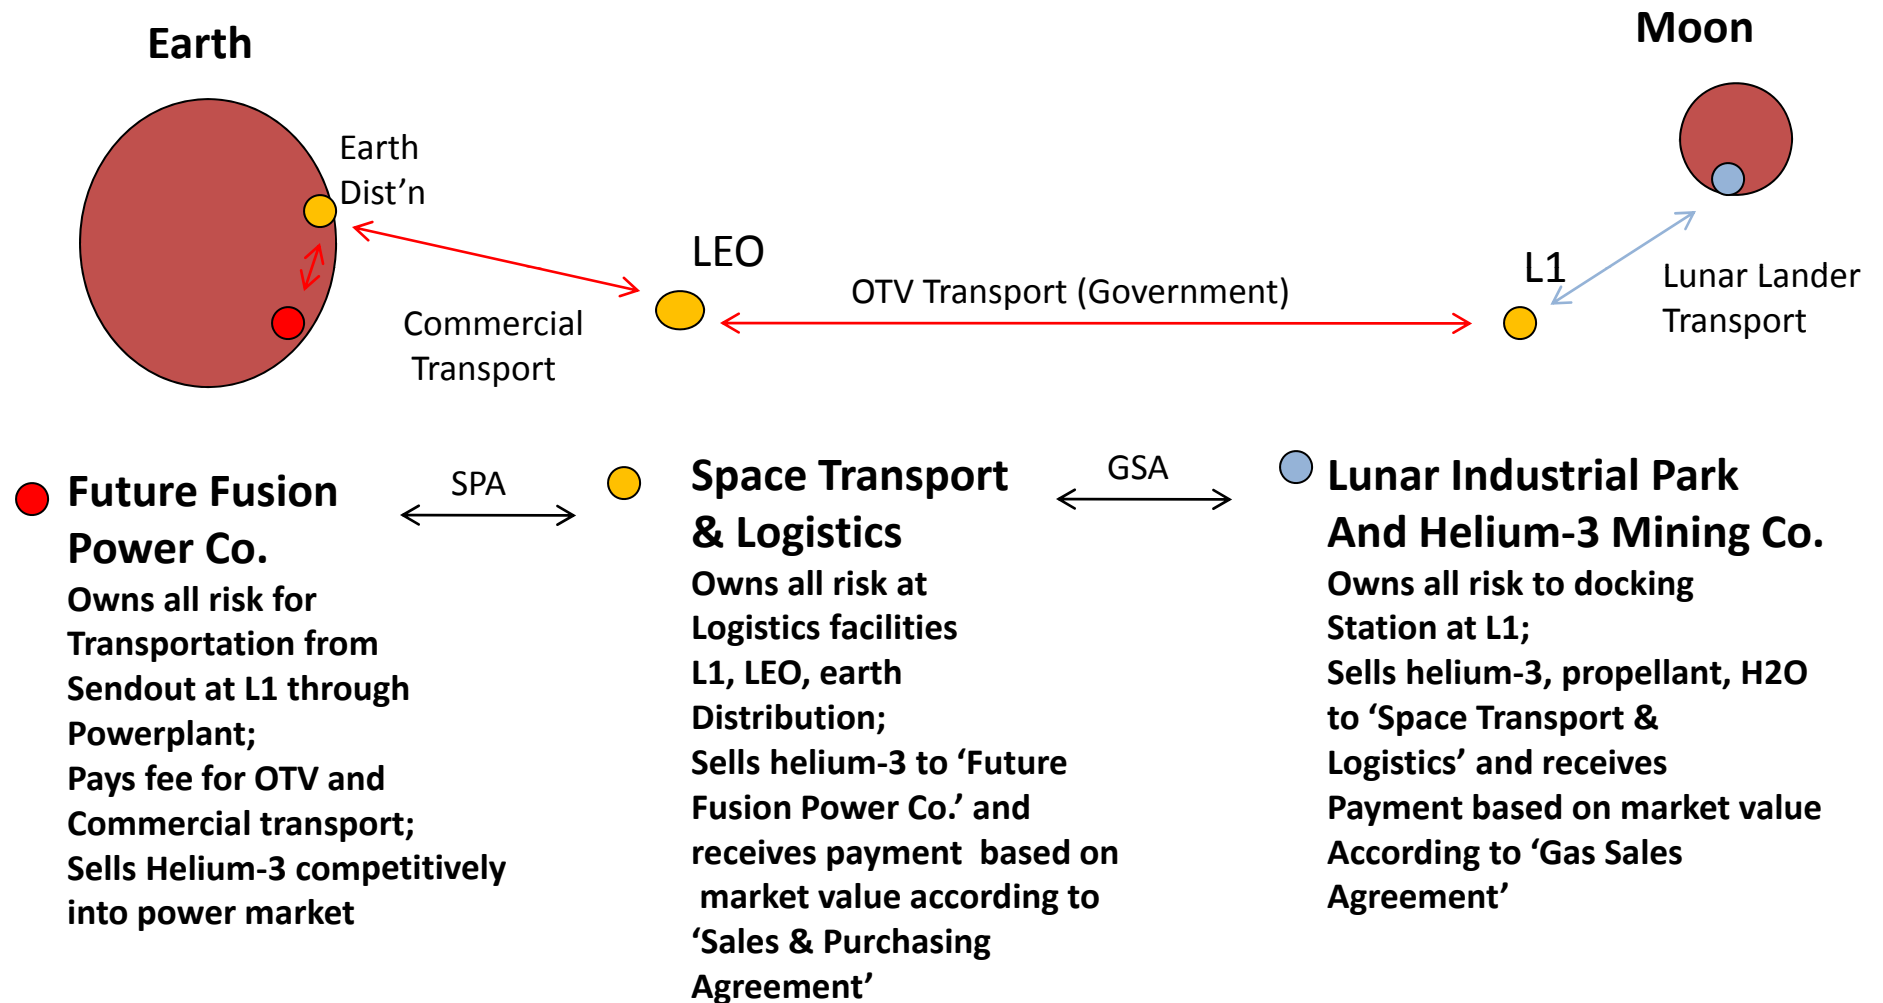 Earth
Moon
Earth
Dist’n
LEO
L1
OTV Transport (Government)
Lunar Lander
Transport
Commercial
Transport
Future Fusion
Power Co.
Owns all risk for
Transportation from
Sendout at L1 through
Powerplant;
Pays fee for OTV and
Commercial transport;
Sells Helium-3 competitively
into power market
SPA
Space Transport
& Logistics
Owns all risk at
Logistics facilities
L1, LEO, earth
Distribution;
Sells helium-3 to ‘Future
Fusion Power Co.’ and
receives payment based on
market value according to
‘Sales & Purchasing
Agreement’
GSA
Lunar Industrial Park
And Helium-3 Mining Co.
Owns all risk to docking
Station at L1;
Sells helium-3, propellant, H2O
to ‘Space Transport &
Logistics’ and receives
Payment based on market value
According to ‘Gas Sales
Agreement’